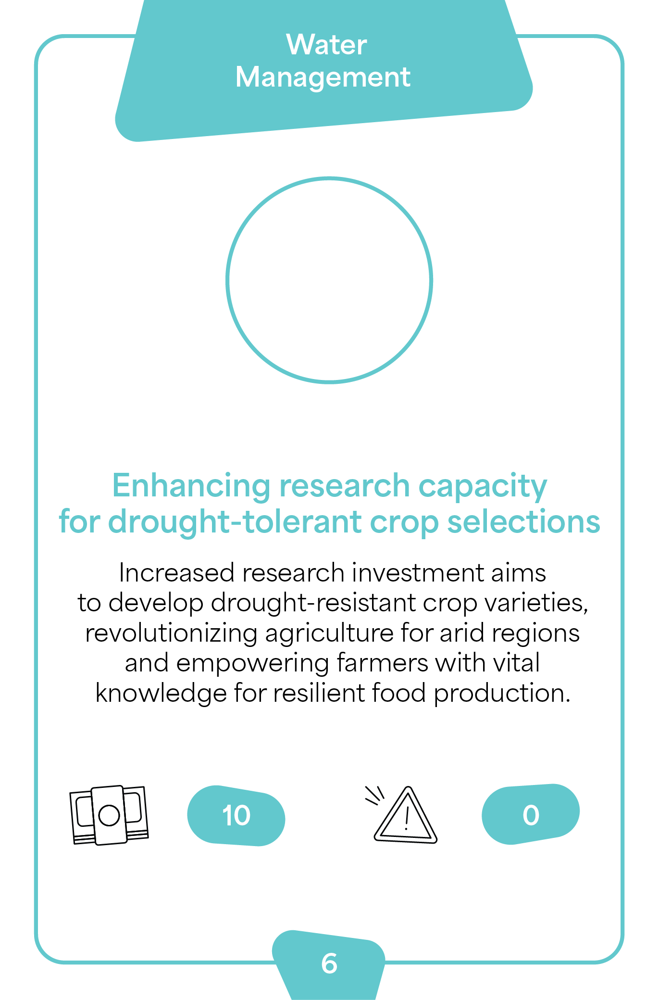 Water
Management
Enhancing research capacity
for drought-tolerant crop selections
Increased research investment aims
to develop drought-resistant crop varieties,
revolutionizing agriculture for arid regions
and empowering farmers with vital
knowledge for resilient food production.
10
!
0
6